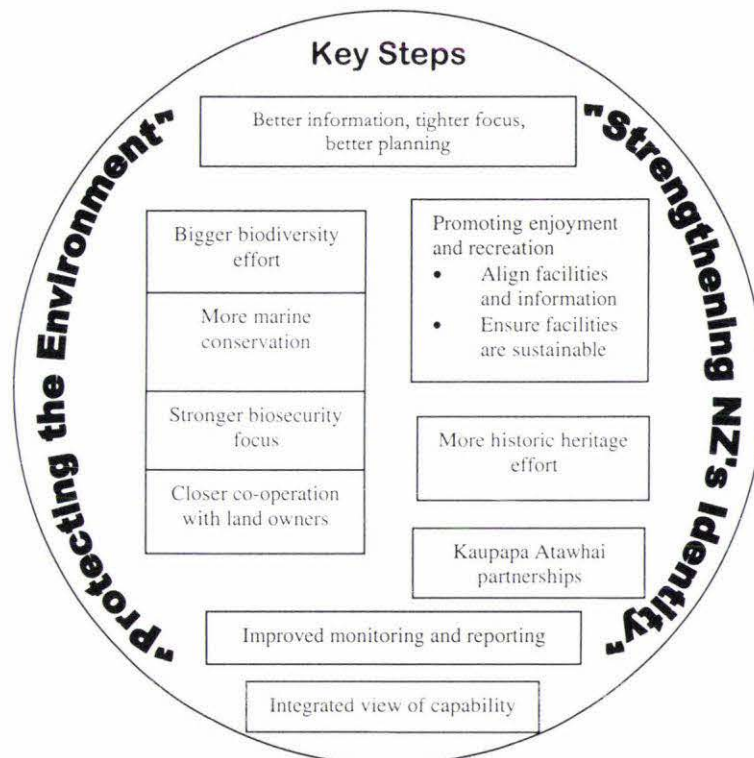 Key Steps
"Protecting the Environment"
"Strengthening NZ's Identity"
Better information, tighter focus,
better planning
Bigger biodiversity
effort
More marine
conservation
Stronger biosecurity
focus
Closer co-operation
with land owners
Promoting enjoyment
and recreation
• Align facilities
and information
• Ensure facilities
are sustainable
More historic heritage
effort
Kaupapa Atawhai
partnerships
Improved monitoring and reporting
Integrated view of capability